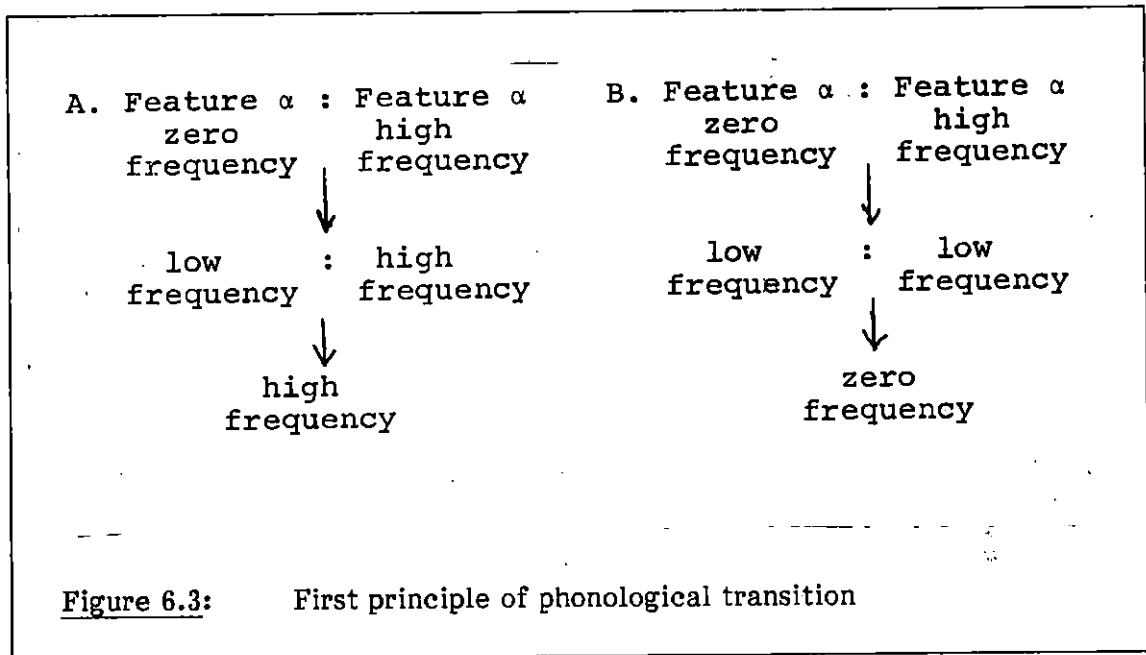 A. Feature α : Feature α
zero high
frequency frequency
low : high
frequency frequency
high
frequency
B. Feature α : Feature α
zero high
frequency frequency
low : low
frequency frequency
zero
frequency
Figure 6.3: First principle of phonological transition